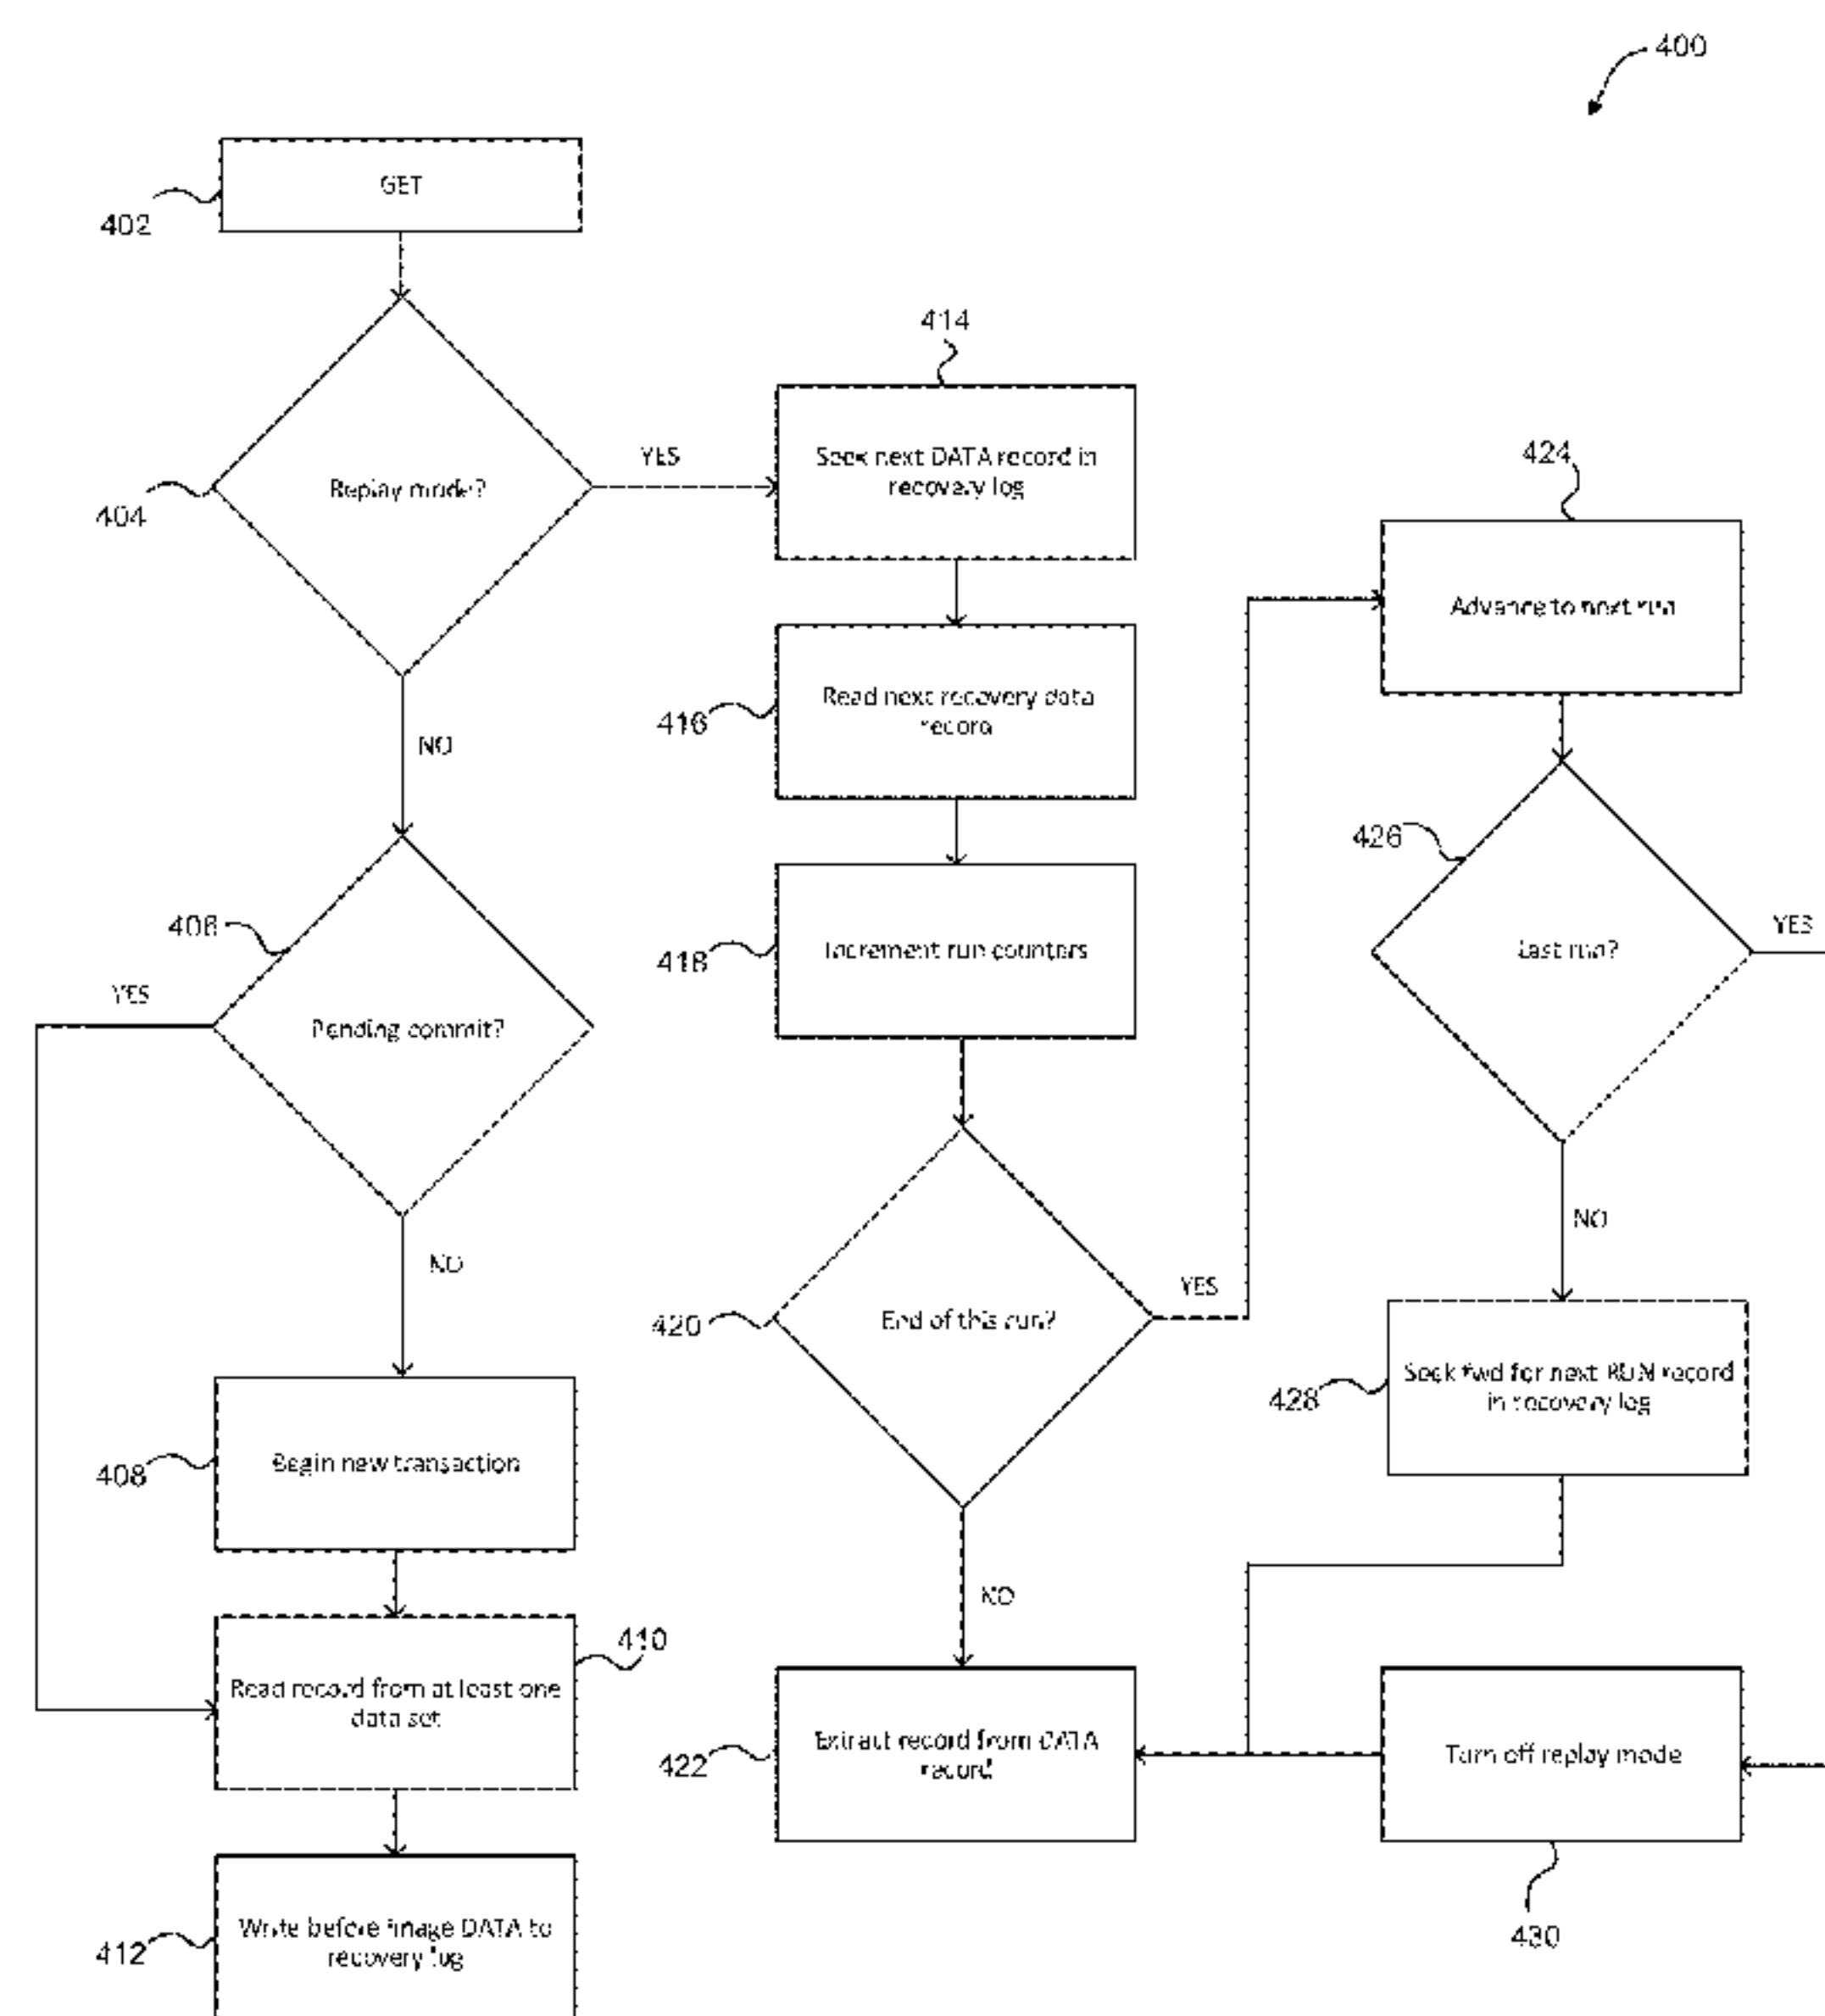 400
GET
402
414
Replay mode?
404
YES
Seek next DATA record in
recovery log
424
Advance to next run
Read next recovery data
record
416
NO
426
406
YES
Pending commit?
Increment run counters
418
Last run?
YES
NO
NO
YES
End of this run?
420
Seek fwd for next RUN record
in recovery log
428
Begin new transaction
408
NO
410
Read record from at least one
data set
Extract record from DATA
record
422
Turn off replay mode
430
Write before image DATA to
recovery log
412